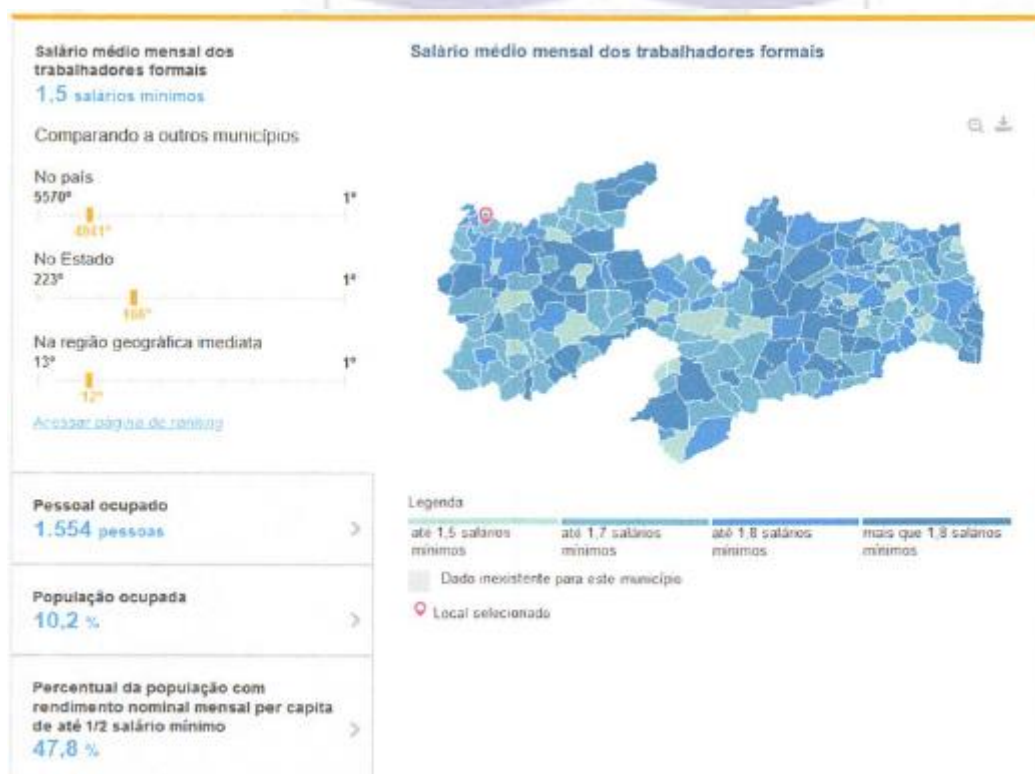 Salário médio mensal dos
trabalhadores formais
1,5 salários mínimos
Comparando a outros municípios
No país
5570º
1º
4841º
No Estado
223º
1º
Na região geográfica imediata
13º
1º
12º
Acessar página de ranking
Pessoal ocupado
1.554 pessoas
População ocupada
10,2 %
Percentual da população com
rendimento nominal mensal per capita
de até 1/2 salário mínimo
47,8 %
Salário médio mensal dos trabalhadores formais
Legenda
até 1,5 salários
mínimos
até 1,7 salários
mínimos
até 1,8 salários
mínimos
mais que 1,8 salários
mínimos
Dado inexistente para este município
Local selecionado